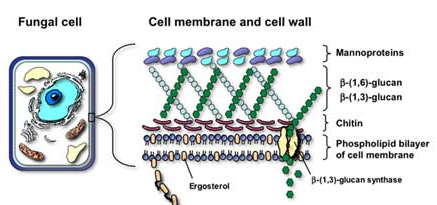 Fungal cell
Cell membrane and cell wall
Mannoproteins
β-(1,6)-glucan
β-(1,3)-glucan
Chitin
Phospholipid bilayer
of cell membrane
Ergosterol
β-(1,3)-glucan synthase